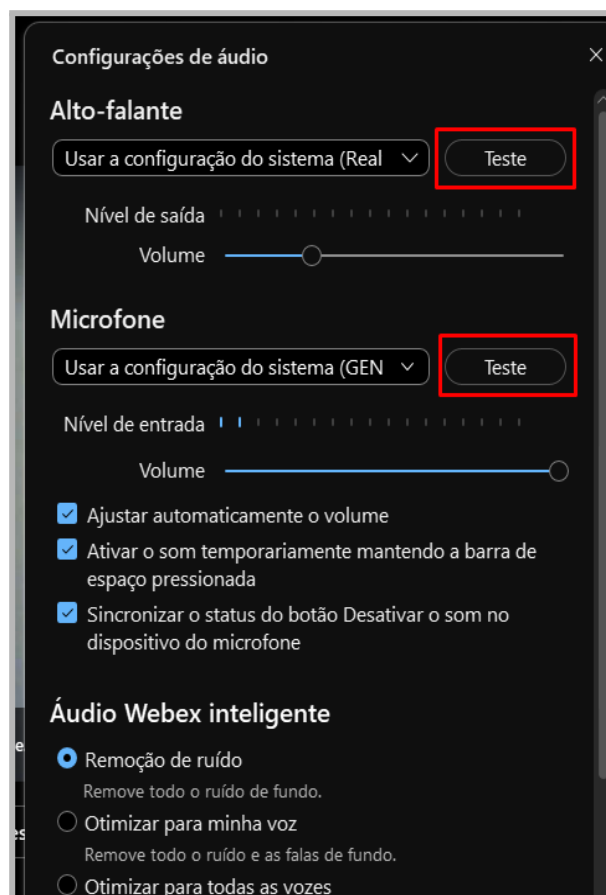 Configurações de áudio
Alto-falante
Usar a configuração do sistema (Real
Teste
Nível de saída
Volume
Microfone
Usar a configuração do sistema (GEN
Teste
Nível de entrada
Volume
Ajustar automaticamente o volume
Ativar o som temporariamente mantendo a barra de
espaço pressionada
Sincronizar o status do botão Desativar o som no
dispositivo do microfone
Áudio Webex inteligente
Remoção de ruído
Remove todo o ruído de fundo.
Otimizar para minha voz
Remove todo o ruído e as falas de fundo.
Otimizar para todas as vozes